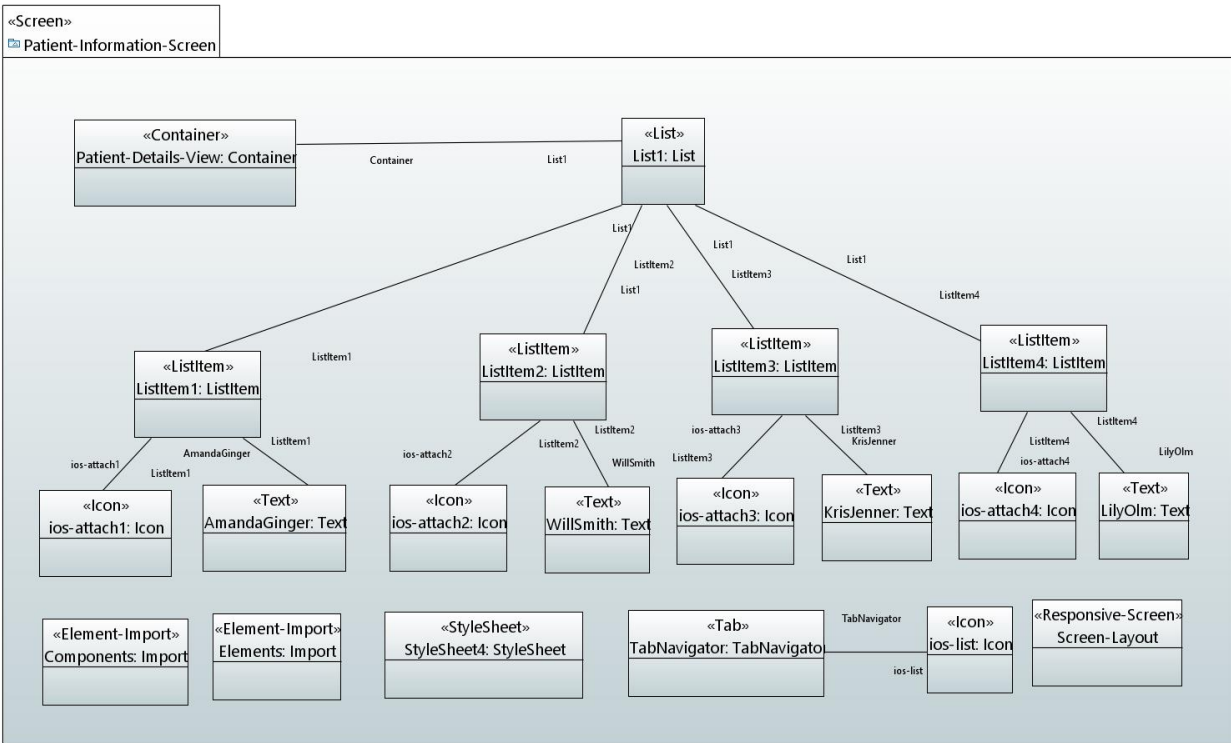 «Screen»
Patient-Information-Screen
«Container»
Patient-Details-View: Container
Container
List1
«List»
List1: List
List1
ListItem2
List1
List1
ListItem3
List1
ListItem4
ListItem1
«ListItem»
ListItem1: ListItem
«ListItem»
ListItem2: ListItem
«ListItem»
ListItem3: ListItem
«ListItem»
ListItem4: ListItem
ios-attach1
ListItem1
AmandaGinger
ListItem1
ios-attach2
ListItem2
ListItem2
WillSmith
ios-attach3
ListItem3
ListItem3
KrisJenner
ListItem4
ios-attach4
ListItem4
LilyOlm
«Icon»
ios-attach1: Icon
«Text»
AmandaGinger: Text
«Icon»
ios-attach2: Icon
«Text»
WillSmith: Text
«Icon»
ios-attach3: Icon
«Text»
KrisJenner: Text
«Icon»
ios-attach4: Icon
«Text»
LilyOlm: Text
«Element-Import»
Components: Import
«Element-Import»
Elements: Import
«StyleSheet»
StyleSheet4: StyleSheet
«Tab»
TabNavigator: TabNavigator
TabNavigator
ios-list
«Icon»
ios-list: Icon
«Responsive-Screen»
Screen-Layout